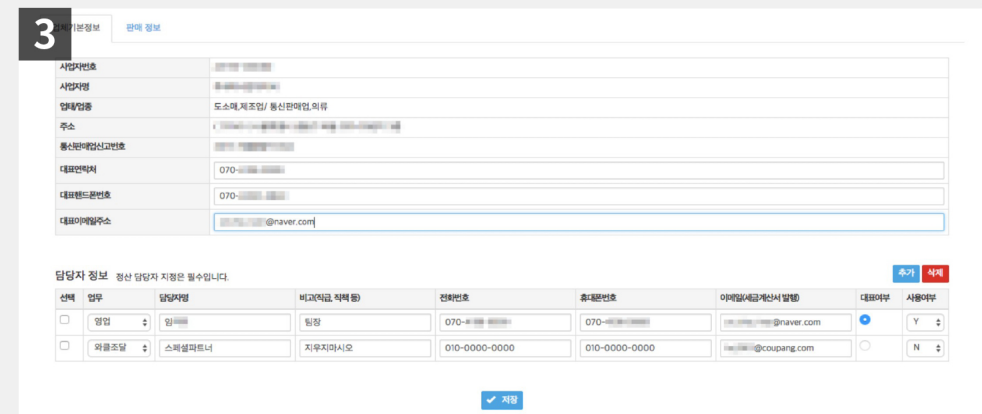 3
체기본정보 판매 정보
사업자번호
사업자명
업태/업종 도소매,제조업/ 통신판매업,의류
주소
통신판매업신고번호
대표연락처 070-
대표핸드폰번호 070-
대표이메일주소 @naver.com
담당자 정보 정산 담당자 지정은 필수입니다. 추가 삭제
선택 업무 담당자명 비고(직급, 직책 등) 전화번호 휴대폰번호 이메일(세금계산서 발행) 대표여부 사용여부
영업 임 팀장 070- 070- @naver.com Y
와클조달 스페셜파트너 지우지마시오 010-0000-0000 010-0000-0000 @coupang.com N
✔ 저장